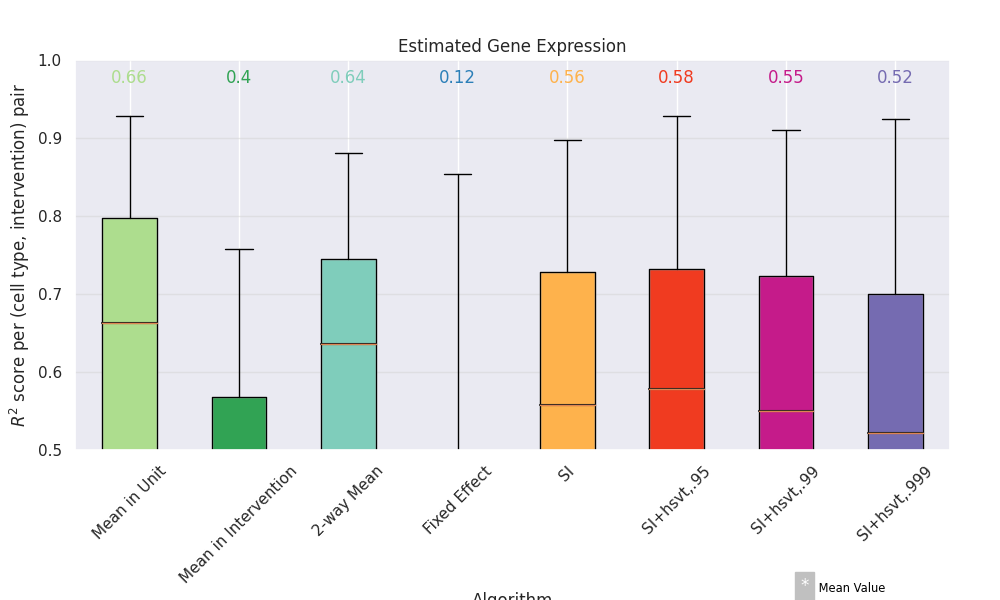 Estimated Gene Expression
1.0
0.9
0.8
0.7
0.6
0.5
R² score per (cell type, intervention) pair
0.66 0.4 0.64 0.12 0.56 0.58 0.55 0.52
Mean in Unit
Mean in Intervention
2-way Mean
Fixed Effect
SI
SI+hsvt,.95
SI+hsvt,.99
SI+hsvt,.999
Algorithm
* Mean Value